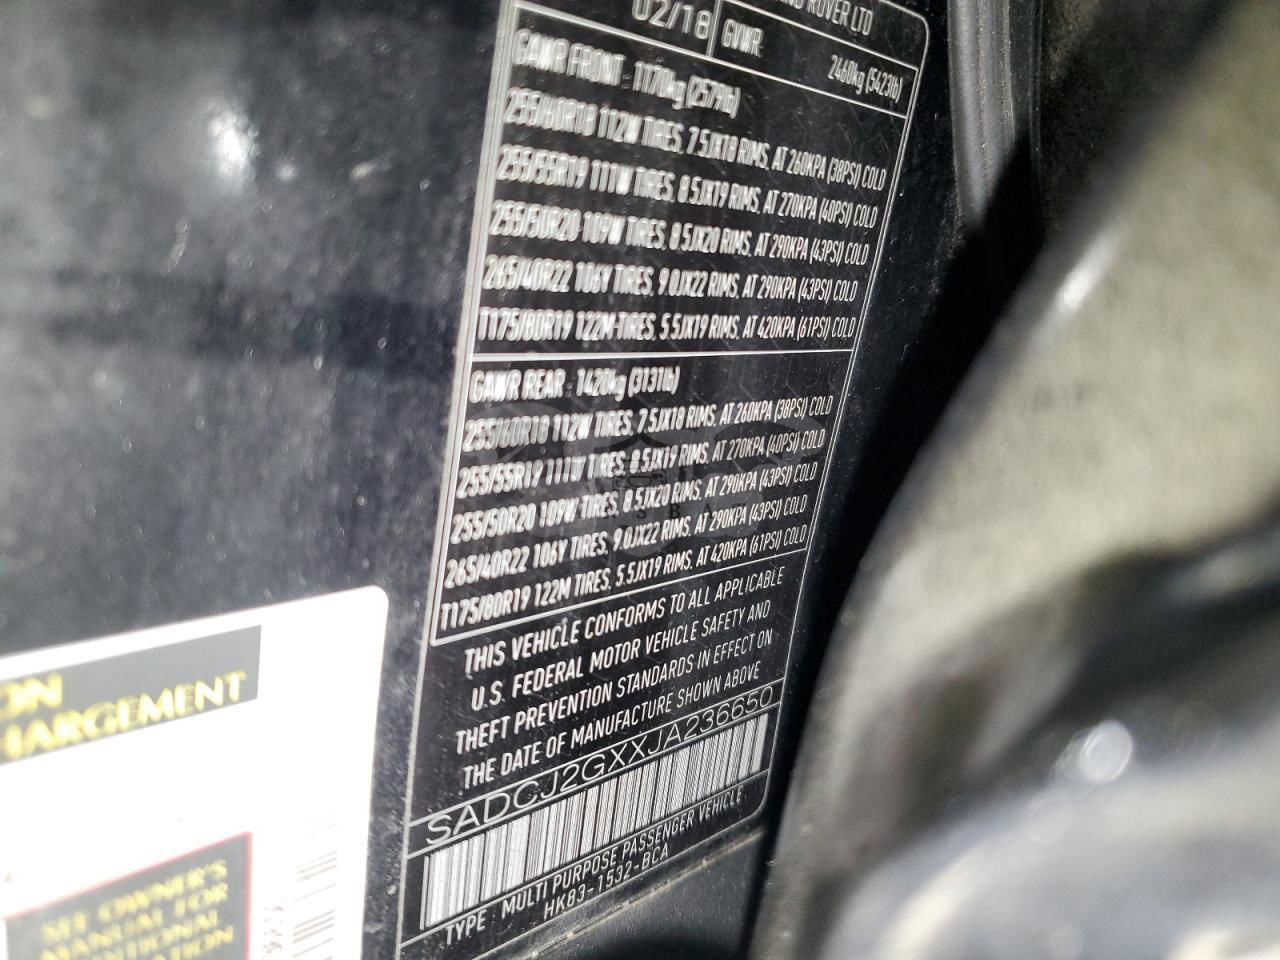 ROVER LTD
02/18
GVWR:
2460kg (5423lb)
GAWR FRONT: 1170kg (2579lb)
255/60R18 112W TIRES, 7.5JX18 RIMS, AT 260KPA (38PSI) COLD
255/55R19 111W TIRES, 8.5JX19 RIMS, AT 270KPA (40PSI) COLD
255/50R20 109W TIRES, 8.5JX20 RIMS, AT 290KPA (43PSI) COLD
265/40R22 106Y TIRES, 9.0JX22 RIMS, AT 290KPA (43PSI) COLD
T175/80R19 122M TIRES, 5.5JX19 RIMS, AT 420KPA (61PSI) COLD
GAWR REAR: 1420kg (3131lb)
255/60R18 112W TIRES, 7.5JX18 RIMS, AT 260KPA (38PSI) COLD
255/55R19 111W TIRES, 8.5JX19 RIMS, AT 270KPA (40PSI) COLD
255/50R20 109W TIRES, 8.5JX20 RIMS, AT 290KPA (43PSI) COLD
265/40R22 106Y TIRES, 9.0JX22 RIMS, AT 290KPA (43PSI) COLD
T175/80R19 122M TIRES, 5.5JX19 RIMS, AT 420KPA (61PSI) COLD
THIS VEHICLE CONFORMS TO ALL APPLICABLE
U.S. FEDERAL MOTOR VEHICLE SAFETY AND
THEFT PREVENTION STANDARDS IN EFFECT ON
THE DATE OF MANUFACTURE SHOWN ABOVE
SADCJ2GXXJA236650
TYPE MULTI PURPOSE PASSENGER VEHICLE
HK83-1532-BCA
ON
HARGEMENT
SEE OWNER'S
MANUAL FOR